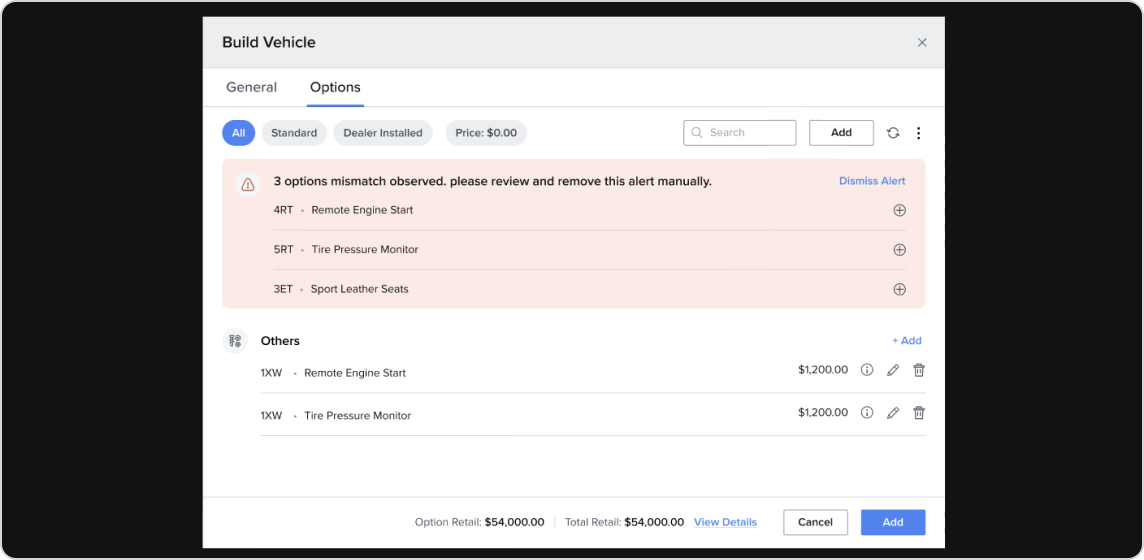 Build Vehicle
General Options
All Standard Dealer Installed Price: $0.00 Search Add
3 options mismatch observed. please review and remove this alert manually. Dismiss Alert
4RT • Remote Engine Start
5RT • Tire Pressure Monitor
3ET • Sport Leather Seats
Others + Add
1XW • Remote Engine Start $1,200.00
1XW • Tire Pressure Monitor $1,200.00
Option Retail: $54,000.00 Total Retail: $54,000.00 View Details Cancel Add